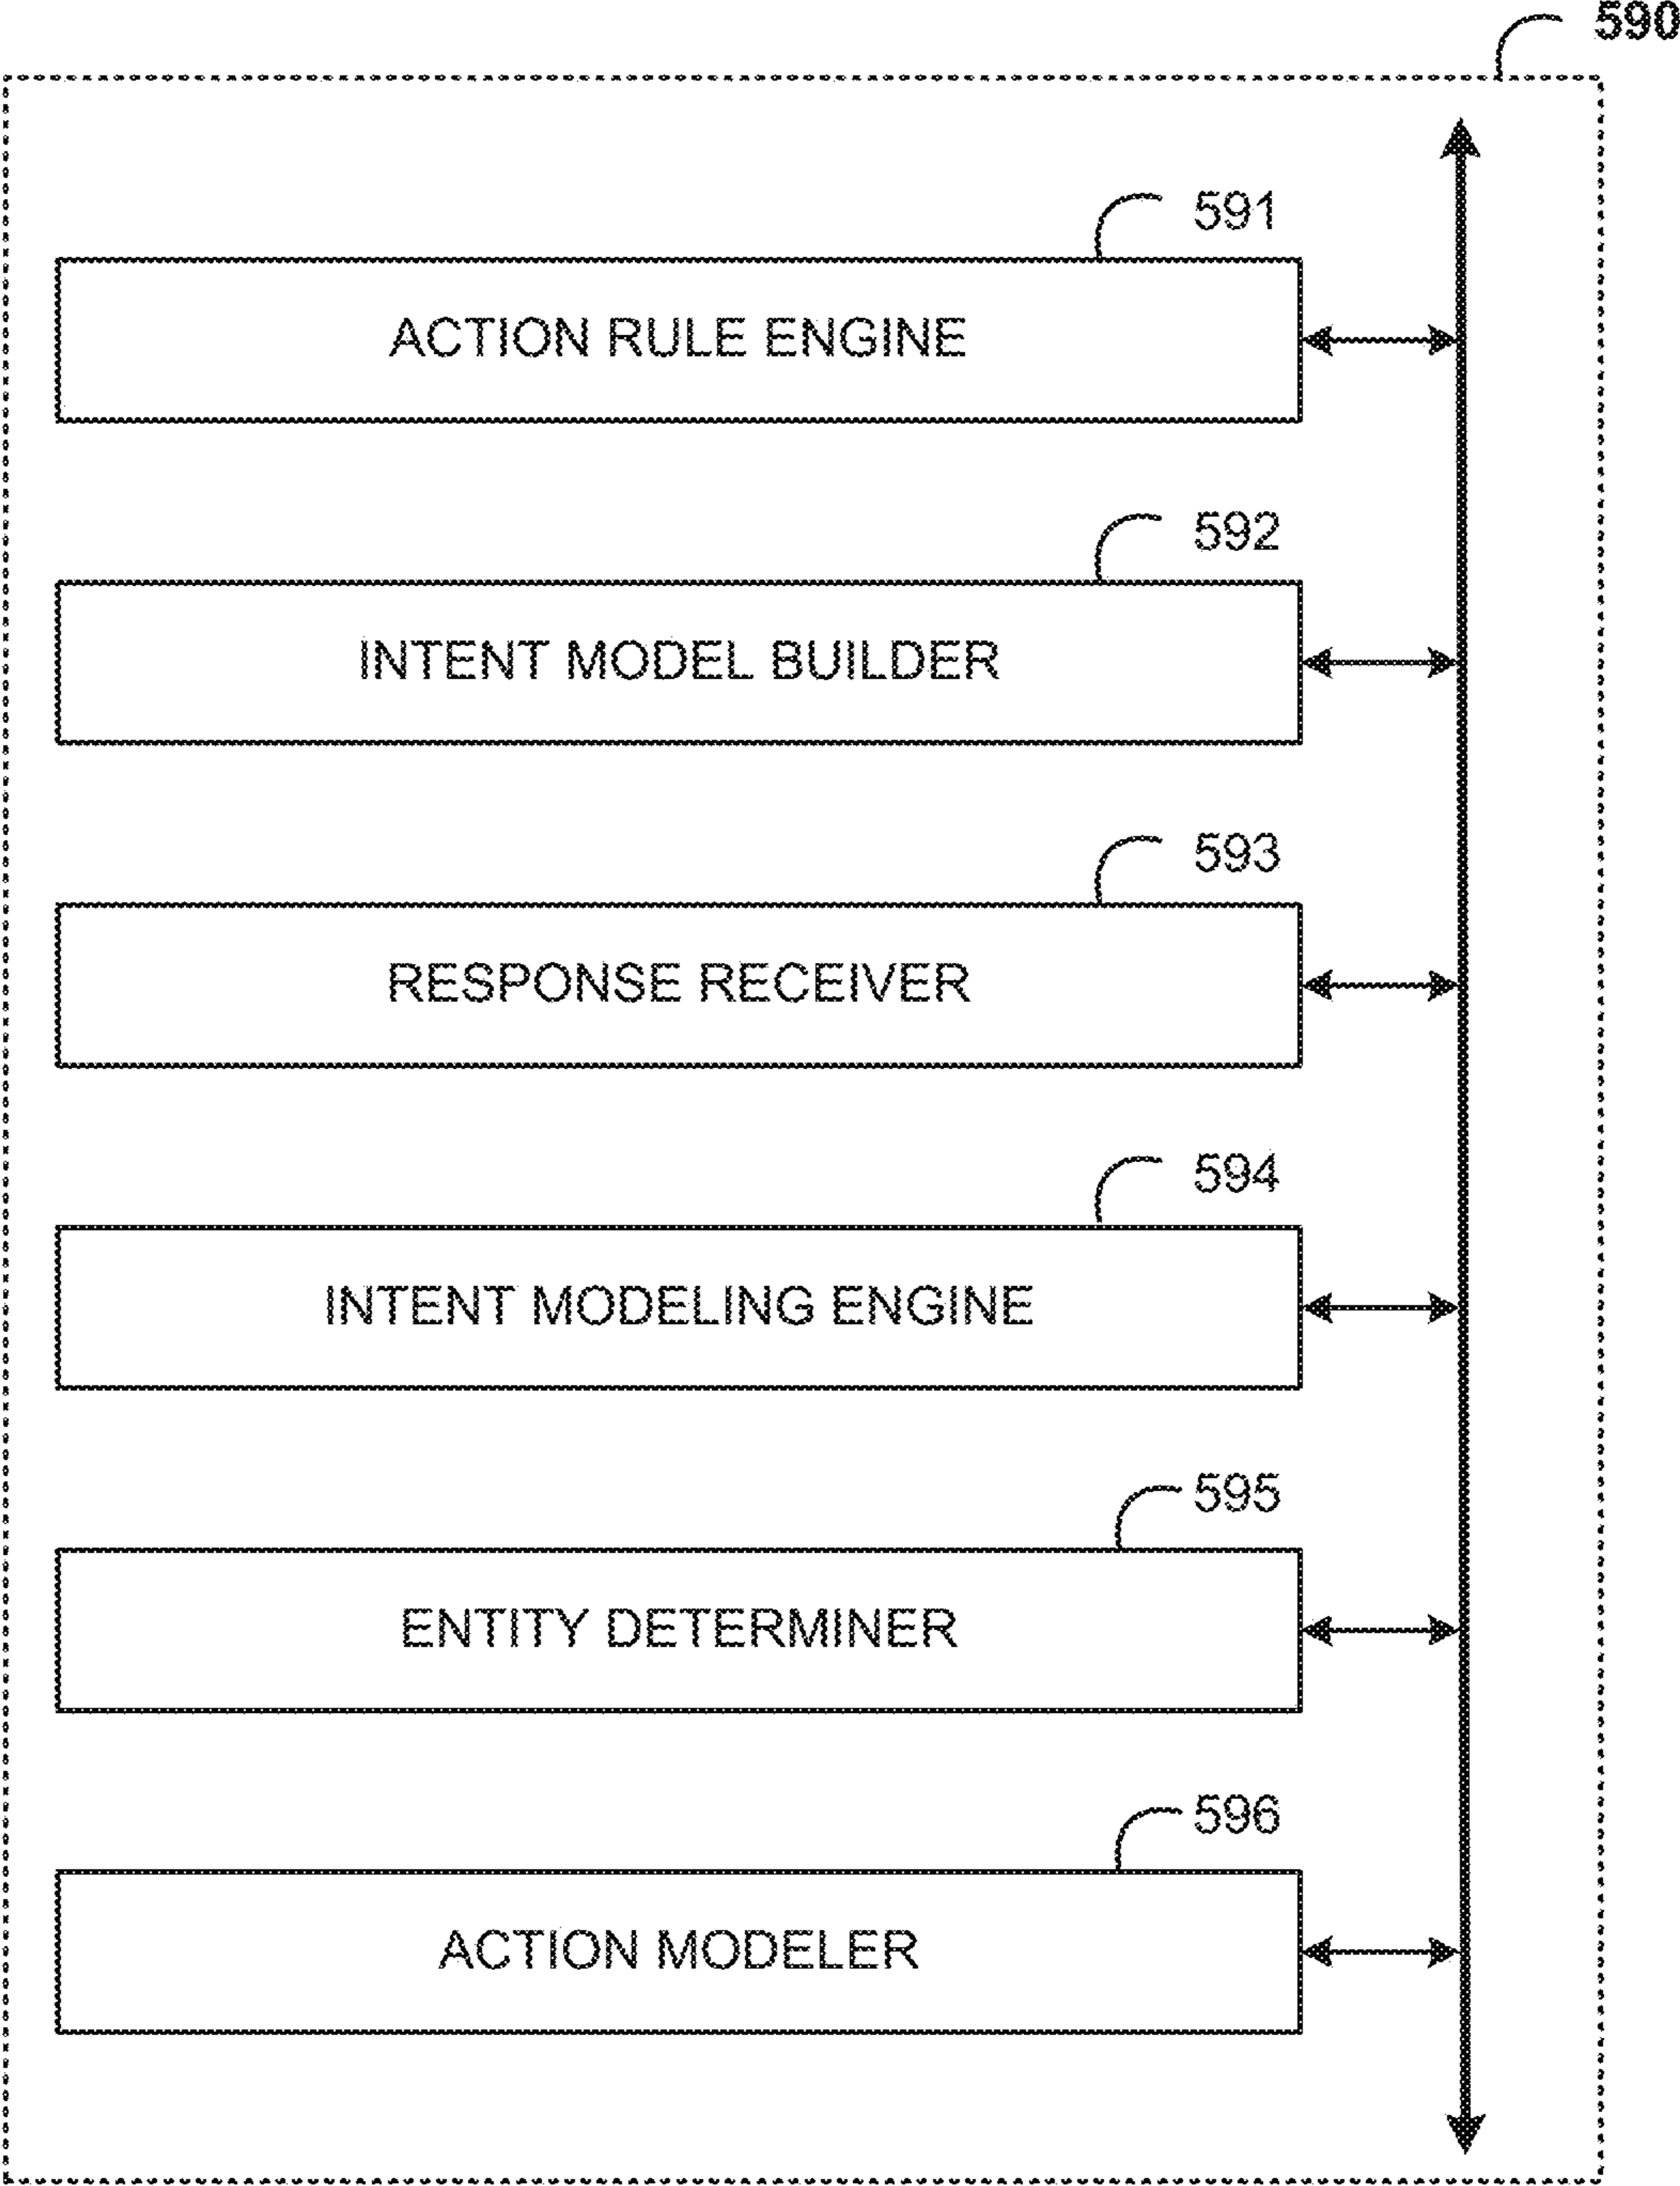 590
591
ACTION RULE ENGINE
592
INTENT MODEL BUILDER
593
RESPONSE RECEIVER
594
INTENT MODELING ENGINE
595
ENTITY DETERMINER
596
ACTION MODELER